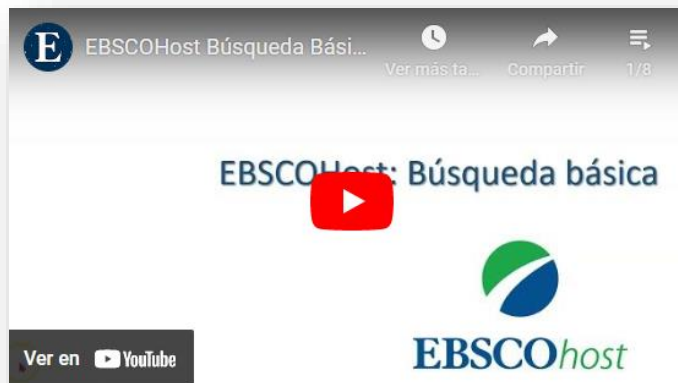 E EBSCOHost Búsqueda Bási...
Ver más ta...
Compartir
1/8
EBSCOHost: Búsqueda básica
EBSCOhost
Ver en YouTube